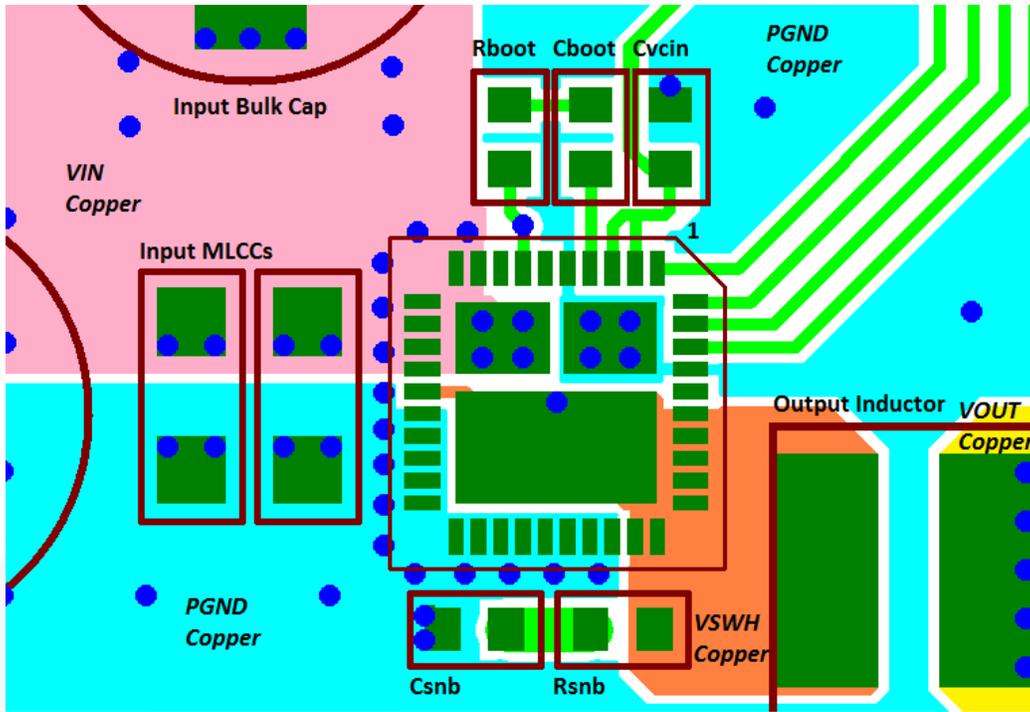 Rboot Cboot Cvcin
PGND
Copper
Input Bulk Cap
VIN
Copper
1
Input MLCCs
Output Inductor
VOUT
Copper
PGND
Copper
VSWH
Copper
Csnb
Rsnb